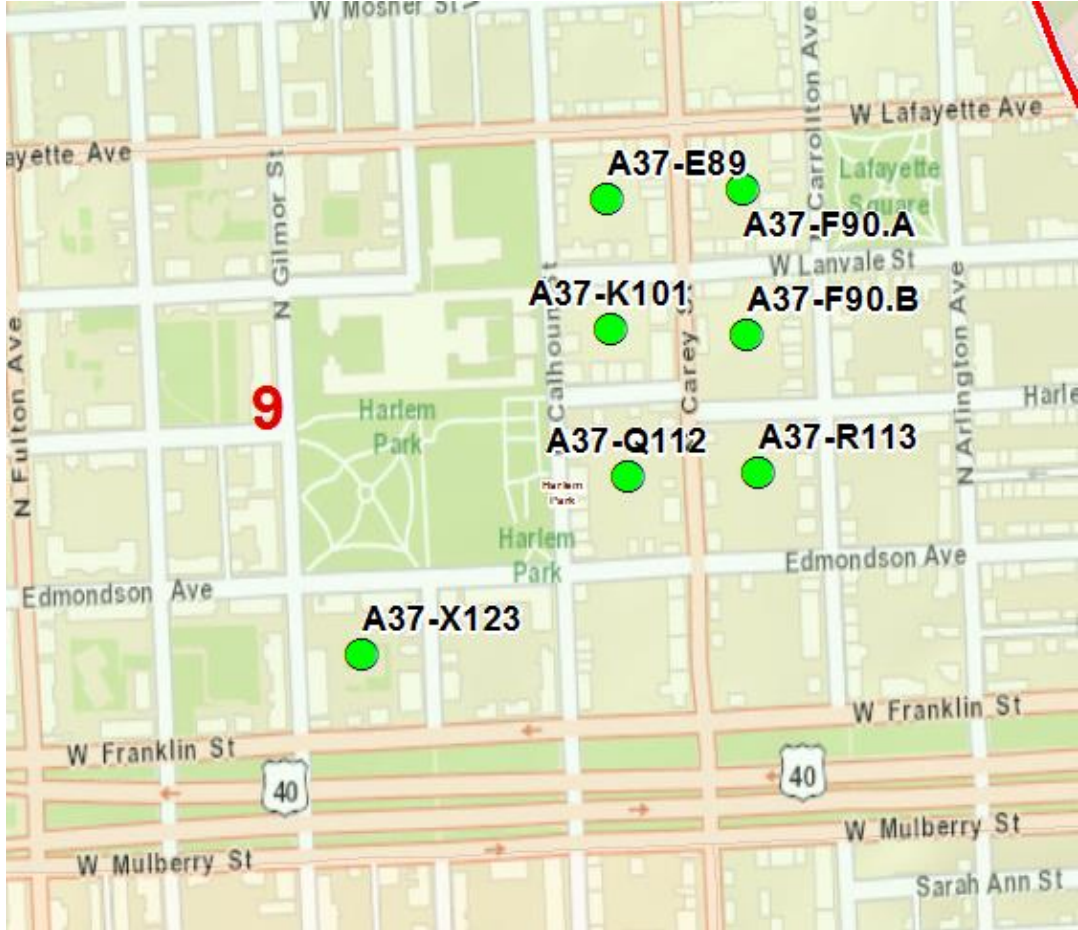 W Mosher St
N Carrollton Ave
W Lafayette Ave
ayette Ave
N Gilmor St
A37-E89
Lafayette
Square
A37-F90.A
W Lanvale St
A37-K101
A37-F90.B
N Fulton Ave
9
Calhoun St
Carey St
N Arlington Ave
Harlem
Park
Harle
A37-Q112
A37-R113
Harlem
Park
Harlem
Park
Edmondson Ave
Edmondson Ave
A37-X123
W Franklin St
W Franklin St
40
40
W Mulberry St
W Mulberry St
Sarah Ann St